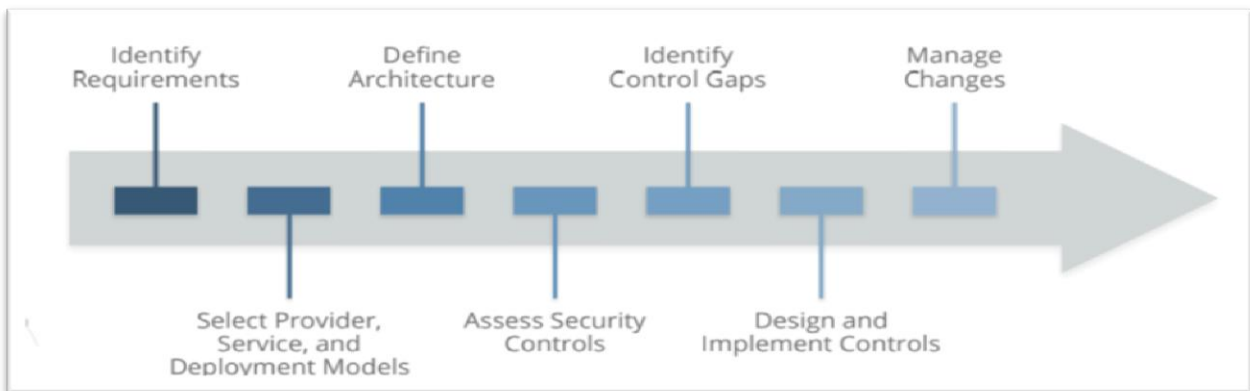 Identify
Requirements
Define
Architecture
Identify
Control Gaps
Manage
Changes
Select Provider,
Service, and
Deployment Models
Assess Security
Controls
Design and
Implement Controls